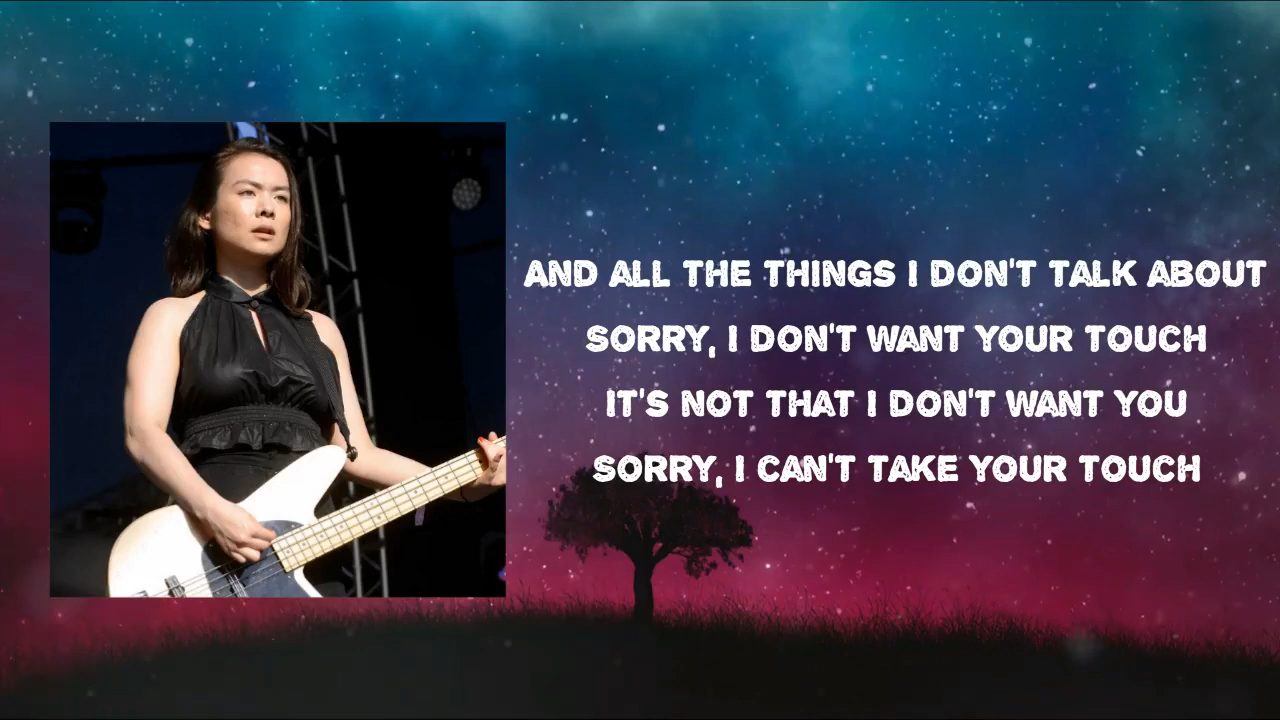 AND ALL THE THINGS I DON'T TALK ABOUT
SORRY, I DON'T WANT YOUR TOUCH
IT'S NOT THAT I DON'T WANT YOU
SORRY, I CAN'T TAKE YOUR TOUCH